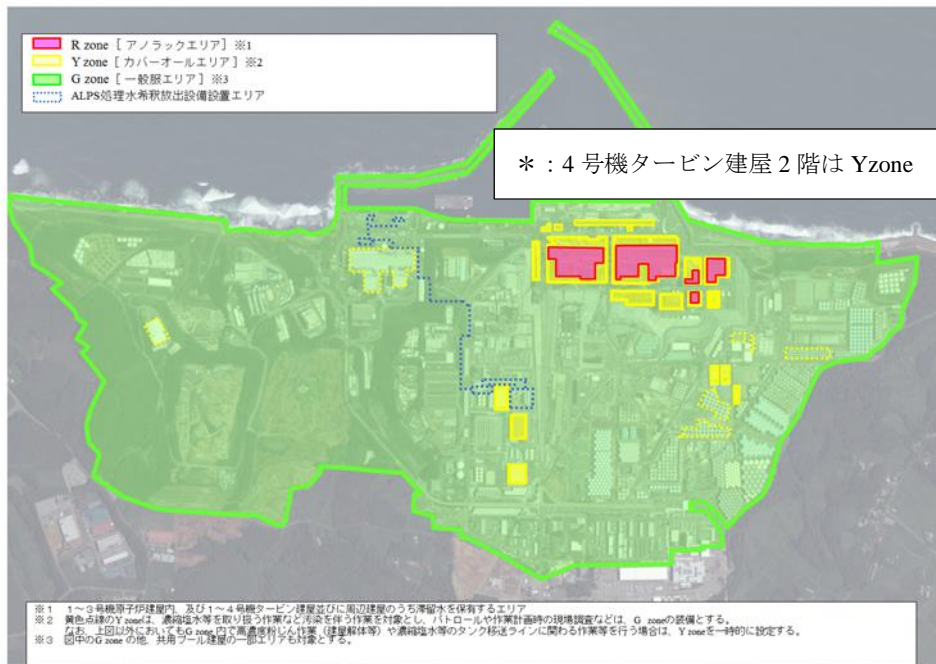 R zone [ アノラックエリア] ※1
Y zone [ カバーオールエリア] ※2
G zone [ 一般服エリア] ※3
ALPS処理水希釈放出設備設置エリア
＊：4 号機タービン建屋 2 階は Yzone
※1 1～3号機原子炉建屋内、及び1～4号機タービン建屋並びに周辺建屋のうち滞留水を保有するエリア
※2 黄色点線のY zoneは、濃縮塩水等を取り扱う作業など汚染を伴う作業を対象とし、パトロールや作業計画時の現場調査などは、G zoneの装備とする。
なお、上図以外においてもG zone内で高濃度粉じん作業（建屋解体等）や濃縮塩水等のタンク移送ラインに関わる作業等を行う場合は、Y zoneを一時的に設定する。
※3 図中のG zone の他、共用プール建屋の一部エリアも対象とする。